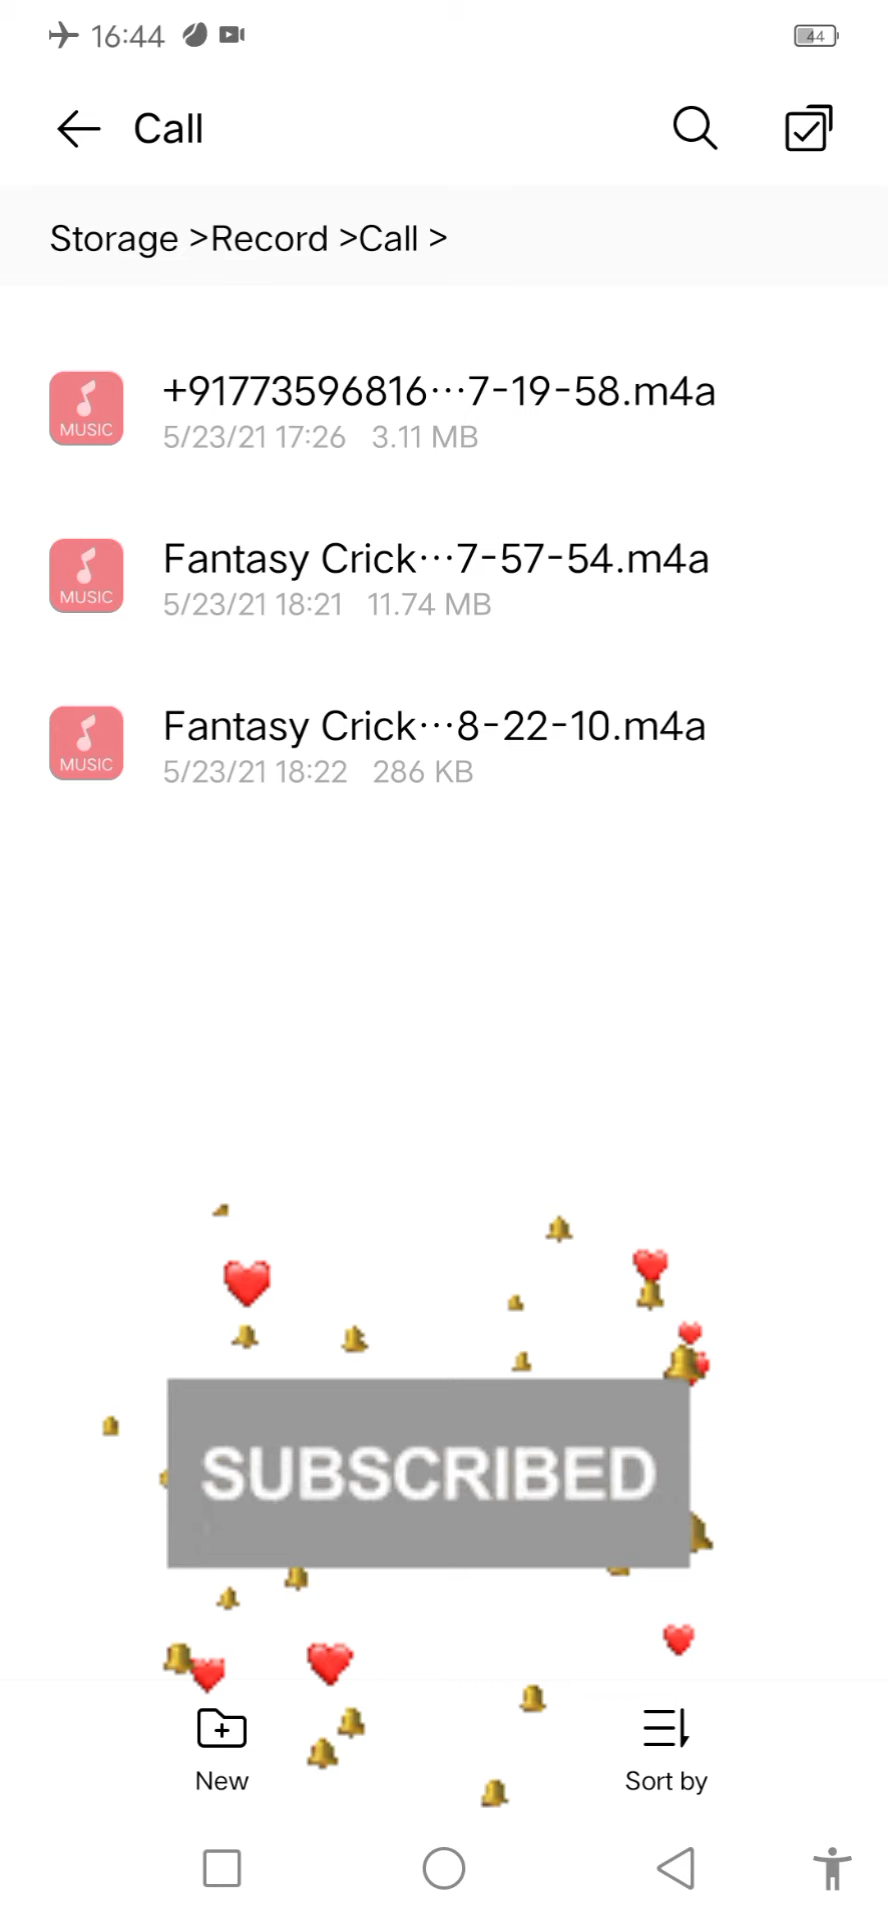 16:44
44
Call
Storage >Record >Call >
+91773596816···7-19-58.m4a
MUSIC
5/23/21 17:26 3.11 MB
Fantasy Crick···7-57-54.m4a
MUSIC
5/23/21 18:21 11.74 MB
Fantasy Crick···8-22-10.m4a
MUSIC
5/23/21 18:22 286 KB
SUBSCRIBED
New
Sort by